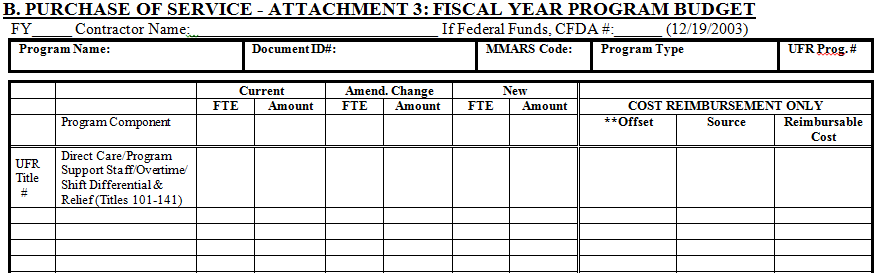 B. PURCHASE OF SERVICE - ATTACHMENT 3: FISCAL YEAR PROGRAM BUDGET
FY_____ Contractor Name:________________________________ If Federal Funds, CFDA #:______ (12/19/2003)
Program Name: Document ID#: MMARS Code: Program Type UFR Prog. #
Current Amend. Change New
FTE Amount FTE Amount FTE Amount COST REIMBURSEMENT ONLY
Program Component **Offset Source Reimbursable
Cost
UFR
Title
#
Direct Care/Program
Support Staff/Overtime/
Shift Differential &
Relief (Titles 101-141)